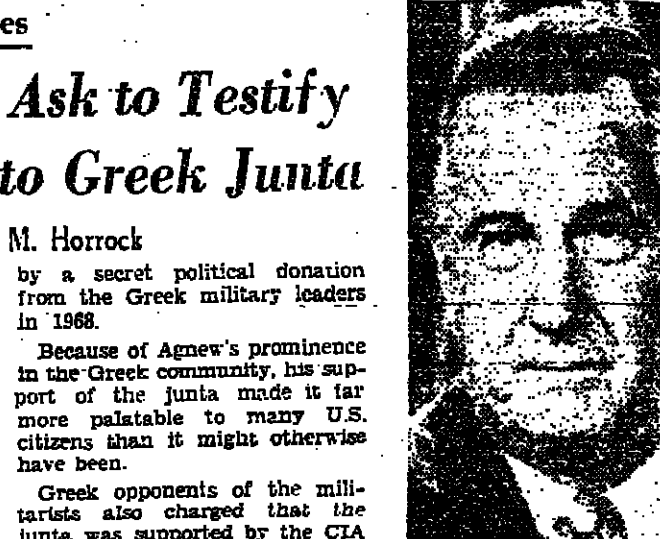 es
Ask to Testify
to Greek Junta
M. Horrock
by a secret political donation
from the Greek military leaders
in 1968.
Because of Agnew's prominence
in the Greek community, his sup-
port of the junta made it far
more palatable to many U.S.
citizens than it might otherwise
have been.
Greek opponents of the mili-
tarists also charged that the
junta was supported by the CIA